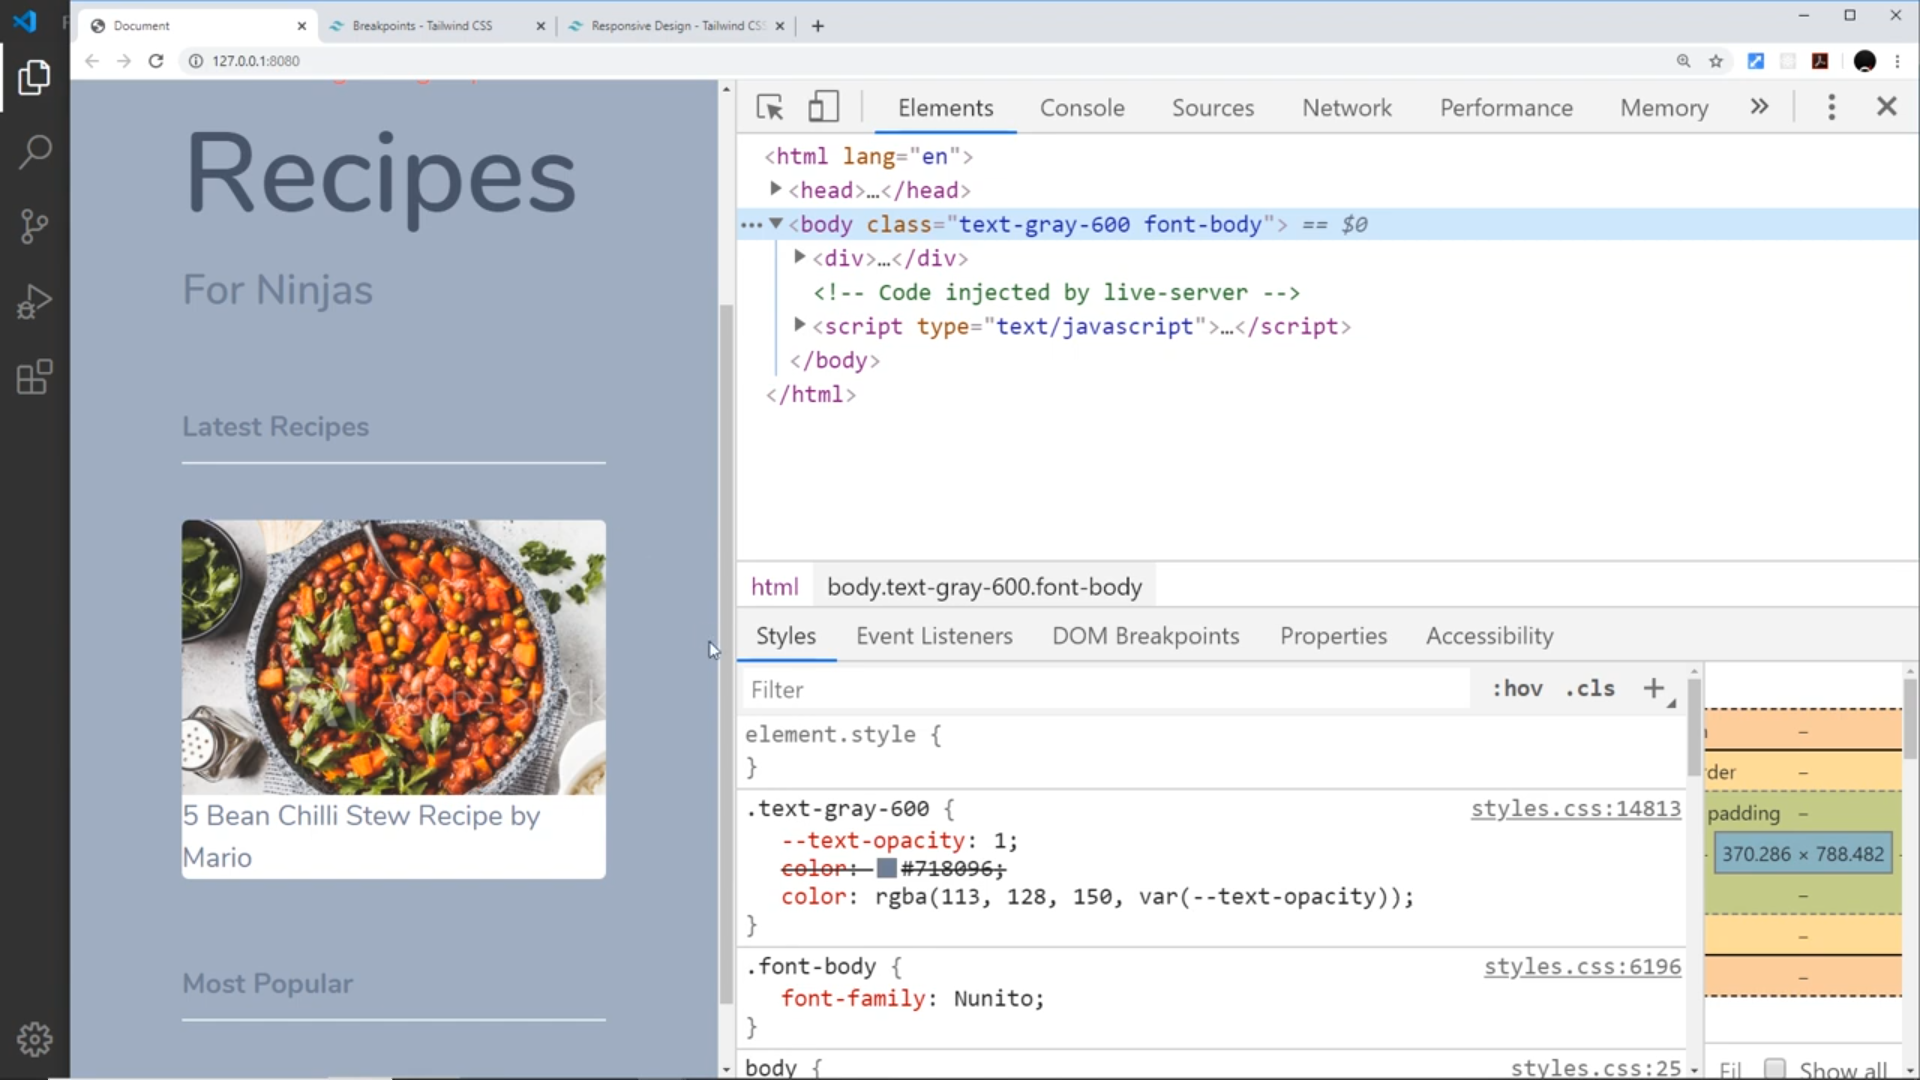 Document
Breakpoints - Tailwind CSS
Responsive Design - Tailwind CS
127.0.0.1:8080
Recipes
For Ninjas
Latest Recipes
Adobe Stock
5 Bean Chilli Stew Recipe by
Mario
Most Popular
Elements Console Sources Network Performance Memory
<html lang="en">
<head>…</head>
<body class="text-gray-600 font-body"> == $0
<div>…</div>
<!-- Code injected by live-server -->
<script type="text/javascript">…</script>
</body>
</html>
html body.text-gray-600.font-body
Styles Event Listeners DOM Breakpoints Properties Accessibility
Filter :hov .cls +
element.style {
}
.text-gray-600 { styles.css:14813
--text-opacity: 1;
color: #718096;
color: rgba(113, 128, 150, var(--text-opacity));
}
.font-body { styles.css:6196
font-family: Nunito;
}
body { styles.css:25
der –
padding –
370.286 × 788.482
Fil Show all